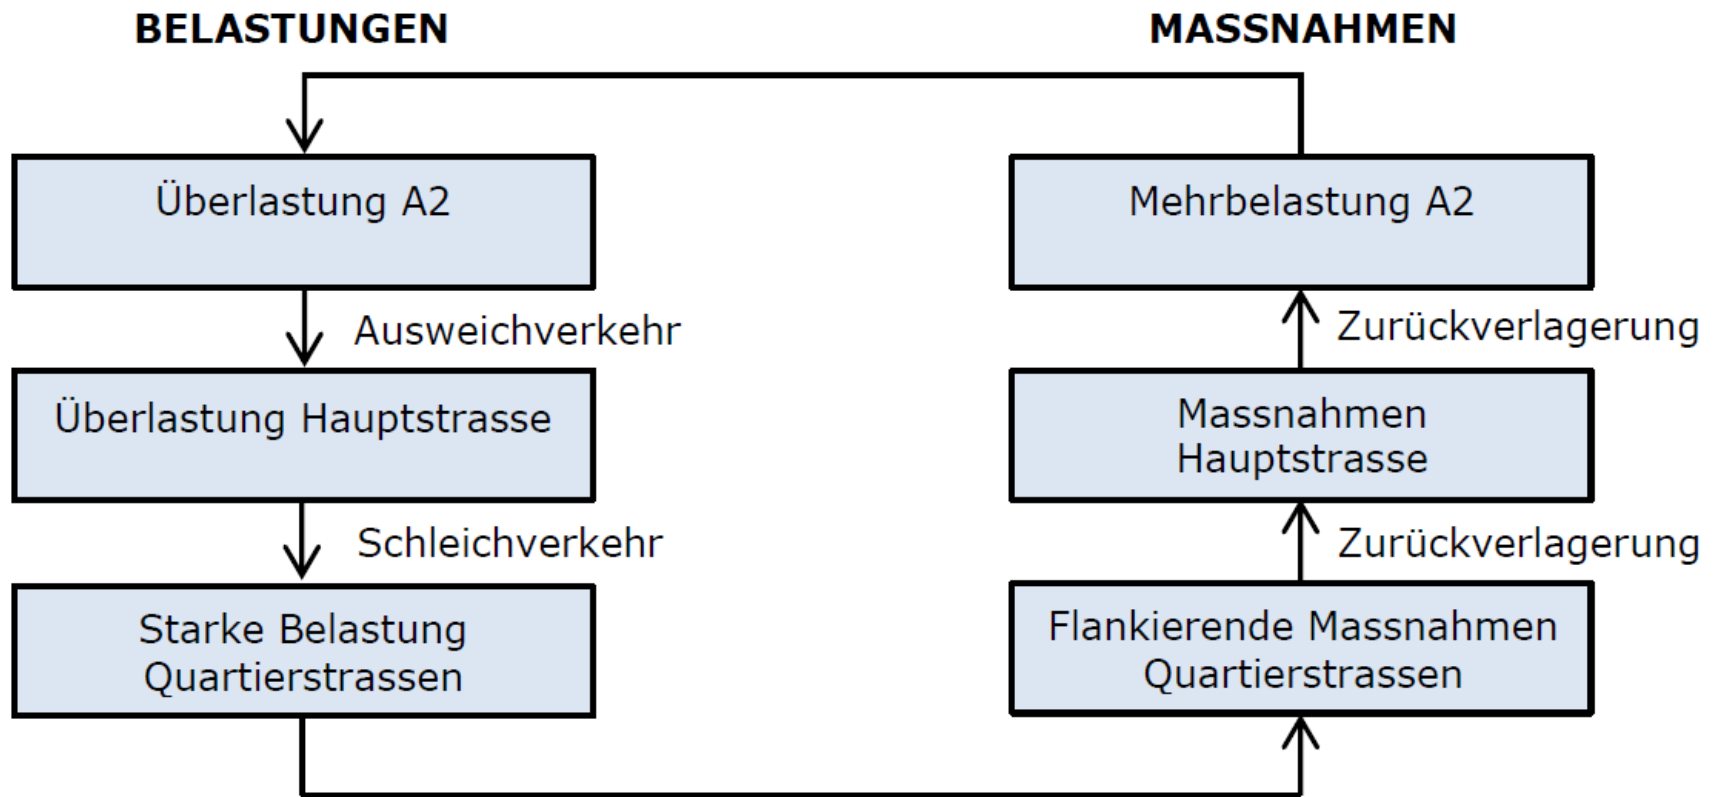 BELASTUNGEN
MASSNAHMEN
Überlastung A2
Mehrbelastung A2
Ausweichverkehr
Zurückverlagerung
Überlastung Hauptstrasse
Massnahmen
Hauptstrasse
Schleichverkehr
Zurückverlagerung
Starke Belastung
Quartierstrassen
Flankierende Massnahmen
Quartierstrassen